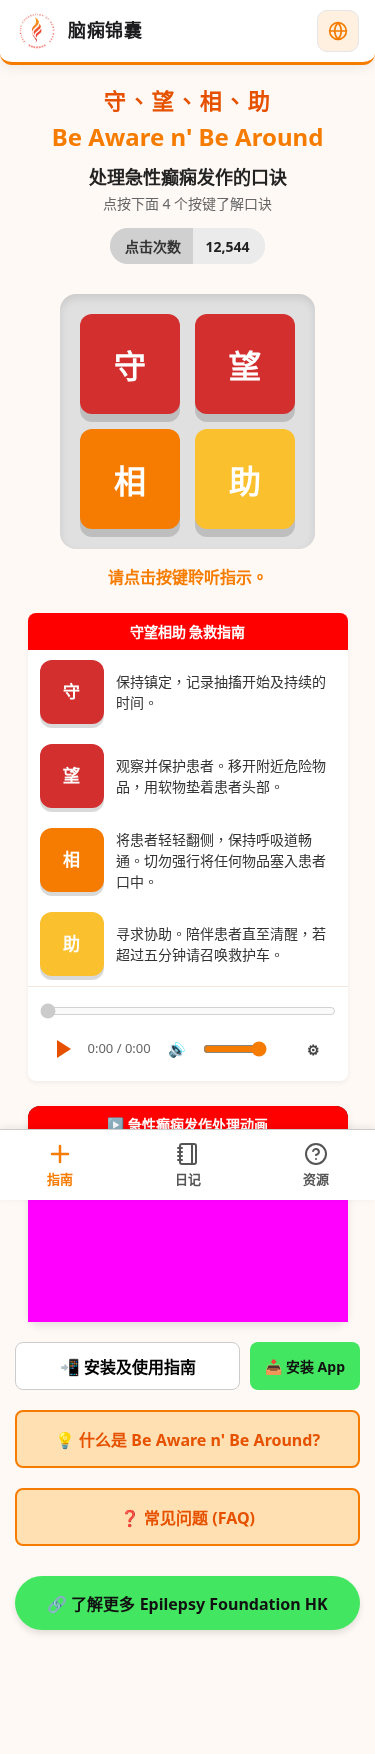 脑痫锦囊
守、望、相、助
Be Aware n' Be Around
处理急性癫痫发作的口诀
点按下面 4 个按键了解口诀
点击次数 12,544
守 望
相 助
请点击按键聆听指示。
守望相助 急救指南
守
保持镇定，记录抽搐开始及持续的
时间。
望
观察并保护患者。移开附近危险物
品，用软物垫着患者头部。
相
将患者轻轻翻侧，保持呼吸道畅
通。切勿强行将任何物品塞入患者
口中。
助
寻求协助。陪伴患者直至清醒，若
超过五分钟请召唤救护车。
0:00 / 0:00
急性癫痫发作处理动画
指南 日记 资源
安装及使用指南
安装 App
什么是 Be Aware n' Be Around?
常见问题 (FAQ)
了解更多 Epilepsy Foundation HK